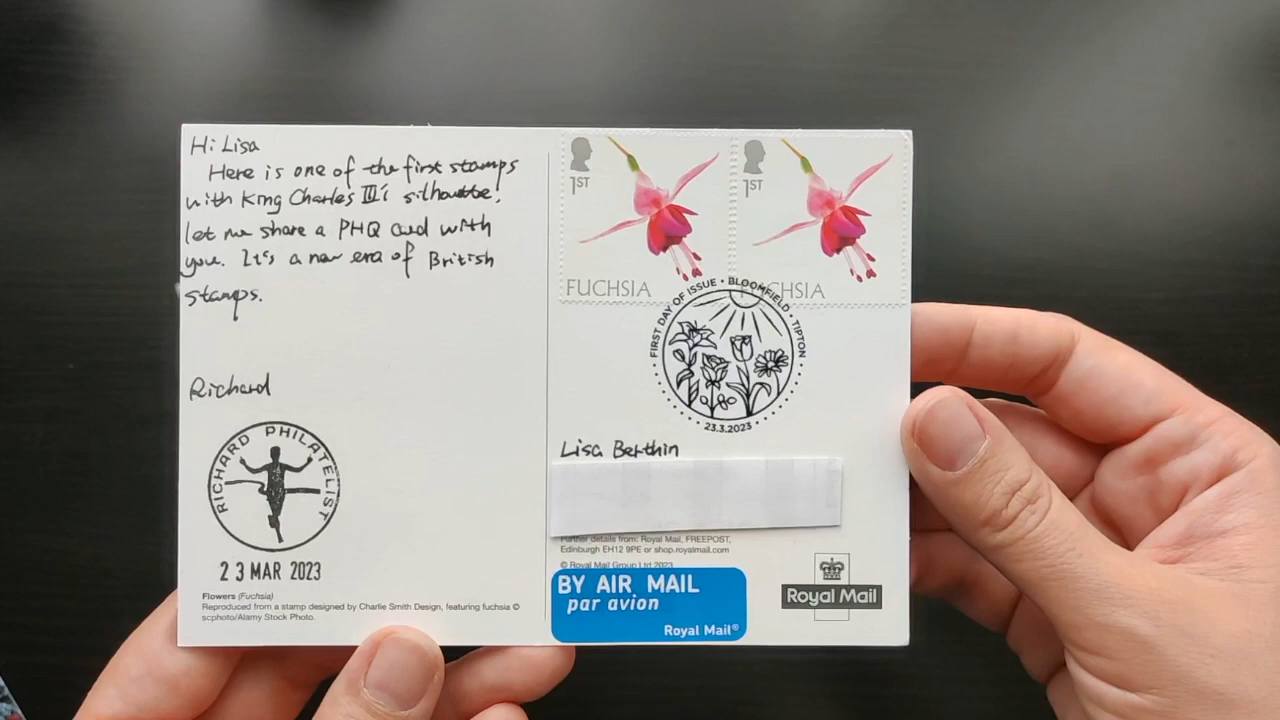 Hi Lisa
Here is one of the first stamps
with King Charles III's silhouette,
let me share a PHQ card with
you. It's a new era of British
stamps.
Richard
RICHARD PHILATELIST
23 MAR 2023
Flowers (Fuchsia)
Reproduced from a stamp designed by Charlie Smith Design, featuring fuchsia ©
scphoto/Alamy Stock Photo.
1ST
FUCHSIA
1ST
FUCHSIA
FIRST DAY OF ISSUE • BLOOMFIELD • TIPTON
23.3.2023
Lisa Berthin
Further details from: Royal Mail, FREEPOST,
Edinburgh EH12 9PE or shop.royalmail.com
© Royal Mail Group Ltd 2023
BY AIR MAIL
par avion
Royal Mail®
Royal Mail